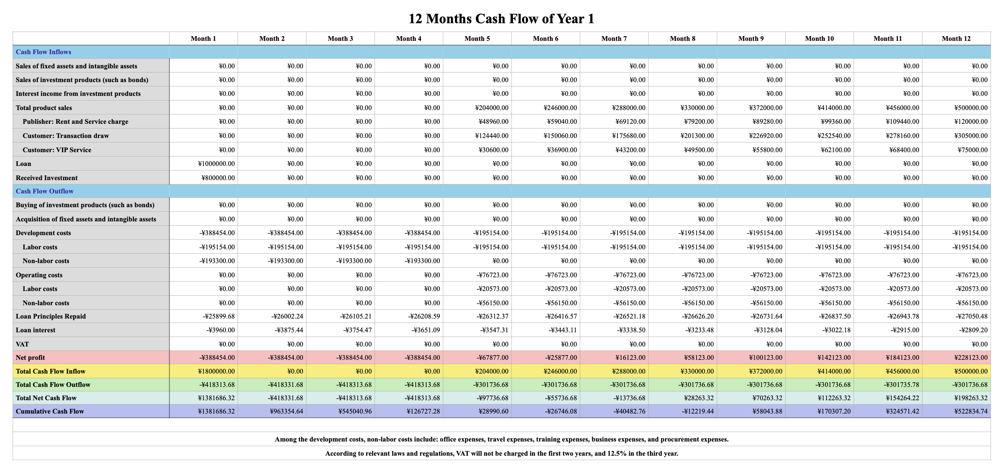 12 Months Cash Flow of Year 1
Month 1 Month 2 Month 3 Month 4 Month 5 Month 6 Month 7 Month 8 Month 9 Month 10 Month 11 Month 12
Cash Flow Inflows
Sales of fixed assets and intangible assets ¥0.00 ¥0.00 ¥0.00 ¥0.00 ¥0.00 ¥0.00 ¥0.00 ¥0.00 ¥0.00 ¥0.00 ¥0.00 ¥0.00
Sales of investment products (such as bonds) ¥0.00 ¥0.00 ¥0.00 ¥0.00 ¥0.00 ¥0.00 ¥0.00 ¥0.00 ¥0.00 ¥0.00 ¥0.00 ¥0.00
Interest income from investment products ¥0.00 ¥0.00 ¥0.00 ¥0.00 ¥0.00 ¥0.00 ¥0.00 ¥0.00 ¥0.00 ¥0.00 ¥0.00 ¥0.00
Total product sales ¥0.00 ¥0.00 ¥0.00 ¥0.00 ¥204000.00 ¥246000.00 ¥288000.00 ¥330000.00 ¥372000.00 ¥414000.00 ¥456000.00 ¥500000.00
Publisher: Rent and Service charge ¥0.00 ¥0.00 ¥0.00 ¥0.00 ¥48960.00 ¥59040.00 ¥69120.00 ¥79200.00 ¥89280.00 ¥99360.00 ¥109440.00 ¥120000.00
Customer: Transaction draw ¥0.00 ¥0.00 ¥0.00 ¥0.00 ¥124440.00 ¥150060.00 ¥175680.00 ¥201300.00 ¥226920.00 ¥252540.00 ¥278160.00 ¥305000.00
Customer: VIP Service ¥0.00 ¥0.00 ¥0.00 ¥0.00 ¥30600.00 ¥36900.00 ¥43200.00 ¥49500.00 ¥55800.00 ¥62100.00 ¥68400.00 ¥75000.00
Loan ¥1000000.00 ¥0.00 ¥0.00 ¥0.00 ¥0.00 ¥0.00 ¥0.00 ¥0.00 ¥0.00 ¥0.00 ¥0.00 ¥0.00
Received Investment ¥800000.00 ¥0.00 ¥0.00 ¥0.00 ¥0.00 ¥0.00 ¥0.00 ¥0.00 ¥0.00 ¥0.00 ¥0.00 ¥0.00
Cash Flow Outflow
Buying of investment products (such as bonds) ¥0.00 ¥0.00 ¥0.00 ¥0.00 ¥0.00 ¥0.00 ¥0.00 ¥0.00 ¥0.00 ¥0.00 ¥0.00 ¥0.00
Acquisition of fixed assets and intangible assets ¥0.00 ¥0.00 ¥0.00 ¥0.00 ¥0.00 ¥0.00 ¥0.00 ¥0.00 ¥0.00 ¥0.00 ¥0.00 ¥0.00
Development costs -¥388454.00 -¥388454.00 -¥388454.00 -¥388454.00 -¥195154.00 -¥195154.00 -¥195154.00 -¥195154.00 -¥195154.00 -¥195154.00 -¥195154.00 -¥195154.00
Labor costs -¥195154.00 -¥195154.00 -¥195154.00 -¥195154.00 -¥195154.00 -¥195154.00 -¥195154.00 -¥195154.00 -¥195154.00 -¥195154.00 -¥195154.00 -¥195154.00
Non-labor costs -¥193300.00 -¥193300.00 -¥193300.00 -¥193300.00 ¥0.00 ¥0.00 ¥0.00 ¥0.00 ¥0.00 ¥0.00 ¥0.00 ¥0.00
Operating costs ¥0.00 ¥0.00 ¥0.00 ¥0.00 -¥76723.00 -¥76723.00 -¥76723.00 -¥76723.00 -¥76723.00 -¥76723.00 -¥76723.00 -¥76723.00
Labor costs ¥0.00 ¥0.00 ¥0.00 ¥0.00 -¥20573.00 -¥20573.00 -¥20573.00 -¥20573.00 -¥20573.00 -¥20573.00 -¥20573.00 -¥20573.00
Non-labor costs ¥0.00 ¥0.00 ¥0.00 ¥0.00 -¥56150.00 -¥56150.00 -¥56150.00 -¥56150.00 -¥56150.00 -¥56150.00 -¥56150.00 -¥56150.00
Loan Principles Repaid -¥25899.68 -¥26002.24 -¥26105.21 -¥26208.59 -¥26312.37 -¥26416.57 -¥26521.18 -¥26626.20 -¥26731.64 -¥26837.50 -¥26943.78 -¥27050.48
Loan interest -¥3960.00 -¥3875.44 -¥3754.47 -¥3651.09 -¥3547.31 -¥3443.11 -¥3338.50 -¥3233.48 -¥3128.04 -¥3022.18 -¥2915.00 -¥2809.20
VAT ¥0.00 ¥0.00 ¥0.00 ¥0.00 ¥0.00 ¥0.00 ¥0.00 ¥0.00 ¥0.00 ¥0.00 ¥0.00 ¥0.00
Net profit -¥388454.00 -¥388454.00 -¥388454.00 -¥388454.00 -¥67877.00 -¥25877.00 ¥16123.00 ¥58123.00 ¥100123.00 ¥142123.00 ¥184123.00 ¥228123.00
Total Cash Flow Inflow ¥1800000.00 ¥0.00 ¥0.00 ¥0.00 ¥204000.00 ¥246000.00 ¥288000.00 ¥330000.00 ¥372000.00 ¥414000.00 ¥456000.00 ¥500000.00
Total Cash Flow Outflow -¥418313.68 -¥418331.68 -¥418313.68 -¥418313.68 -¥301736.68 -¥301736.68 -¥301736.68 -¥301736.68 -¥301736.68 -¥301736.68 -¥301735.78 -¥301736.68
Total Net Cash Flow ¥1381686.32 -¥418331.68 -¥418313.68 -¥418313.68 -¥97736.68 -¥55736.68 -¥13736.68 ¥28263.32 ¥70263.32 ¥112263.32 ¥154264.22 ¥198263.32
Cumulative Cash Flow ¥1381686.32 ¥963354.64 ¥545040.96 ¥126727.28 ¥28990.60 -¥26746.08 -¥40482.76 -¥12219.44 ¥58043.88 ¥170307.20 ¥324571.42 ¥522834.74
Among the development costs, non-labor costs include: office expenses, travel expenses, training expenses, business expenses, and procurement expenses.
According to relevant laws and regulations, VAT will not be charged in the first two years, and 12.5% in the third year.